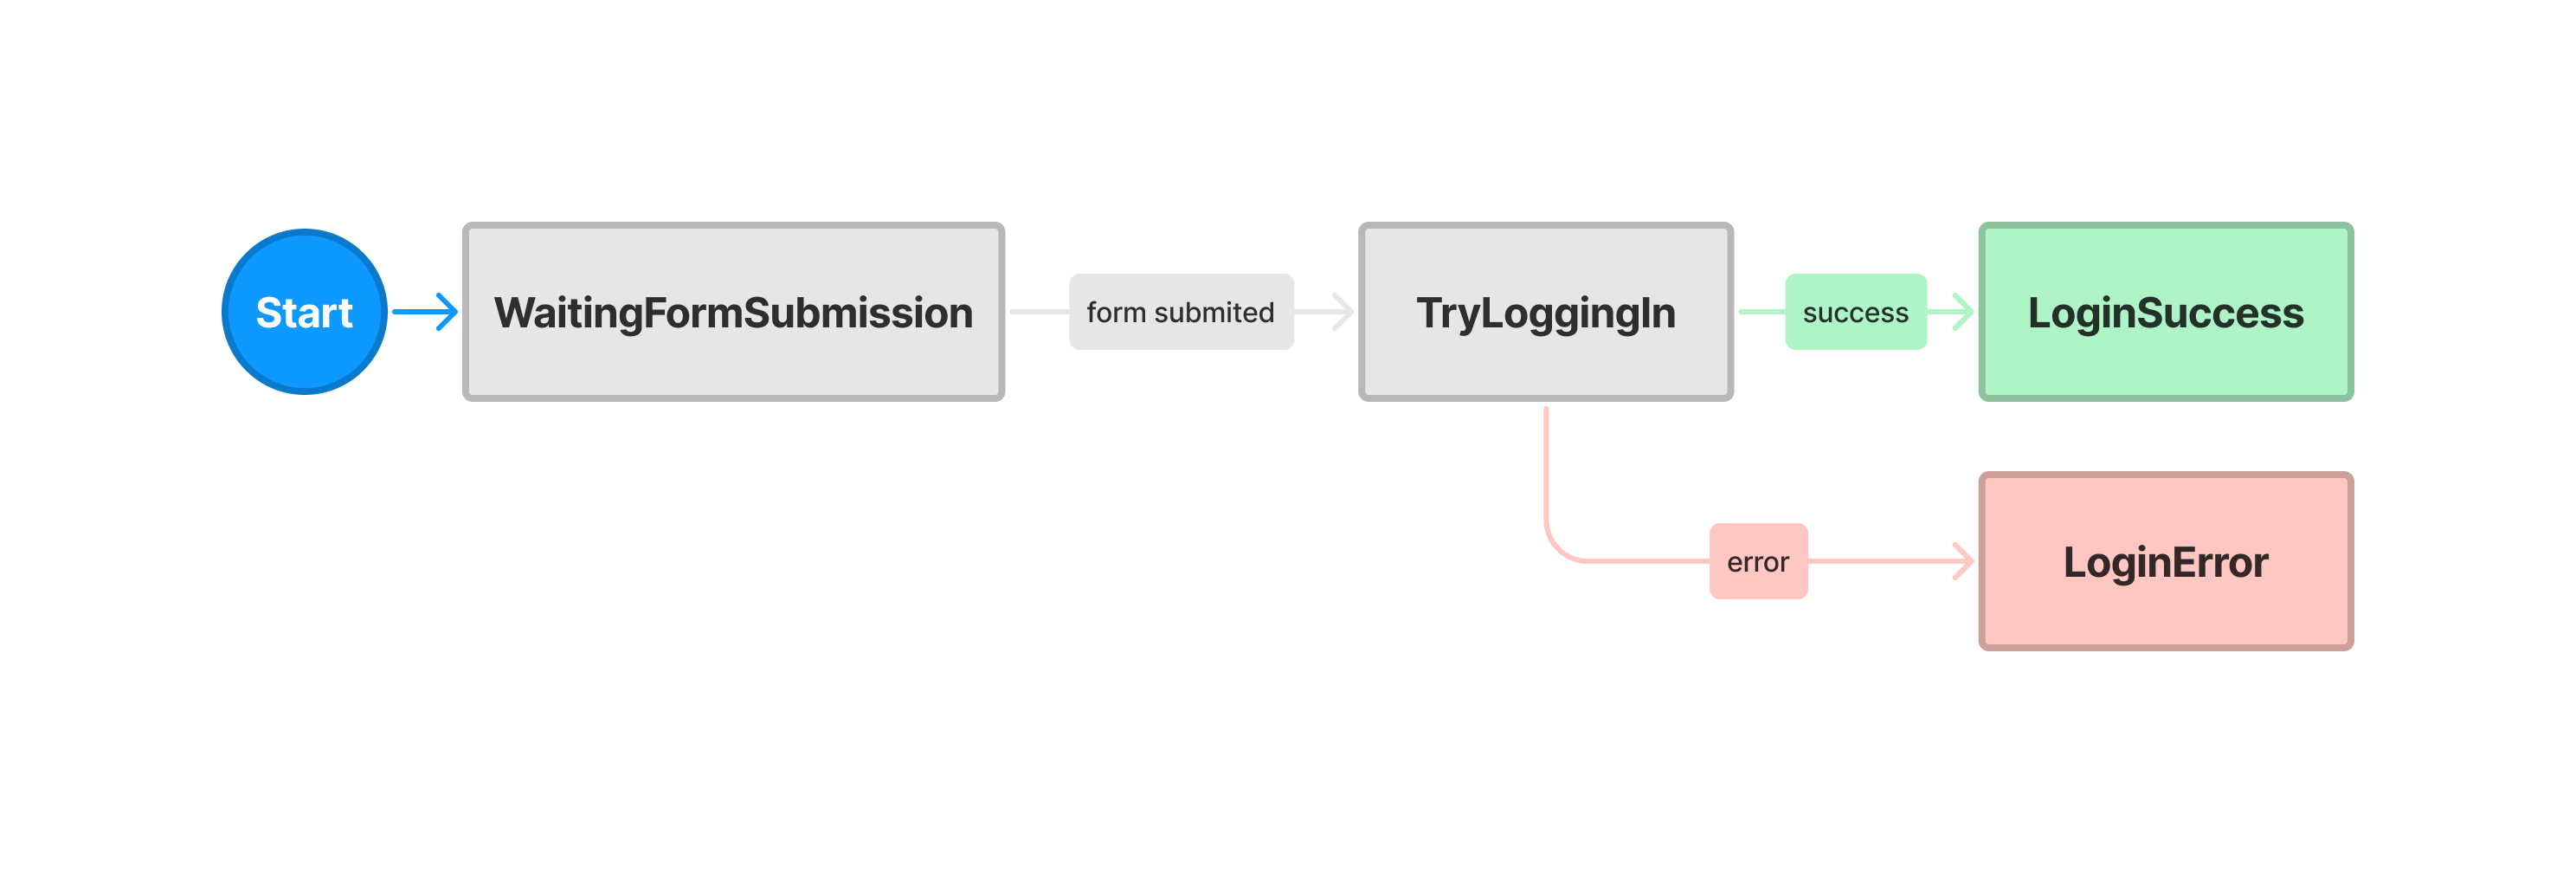 Start
WaitingFormSubmission
form submited
TryLoggingIn
success
LoginSuccess
error
LoginError